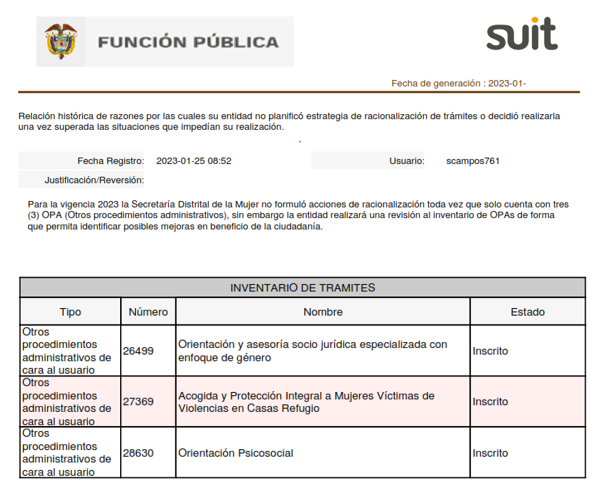 FUNCIÓN PÚBLICA
suit
Fecha de generación : 2023-01-
Relación histórica de razones por las cuales su entidad no planificó estrategia de racionalización de trámites o decidió realizarla
una vez superada las situaciones que impedían su realización.
.
Fecha Registro: 2023-01-25 08:52 Usuario: scampos761
Justificación/Reversión:
Para la vigencia 2023 la Secretaría Distrital de la Mujer no formuló acciones de racionalización toda vez que solo cuenta con tres
(3) OPA (Otros procedimientos administrativos), sin embargo la entidad realizará una revisión al inventario de OPAs de forma
que permita identificar posibles mejoras en beneficio de la ciudadanía.
INVENTARIO DE TRAMITES
Tipo Número Nombre Estado
Otros
procedimientos
administrativos de
cara al usuario
26499
Orientación y asesoría socio jurídica especializada con
enfoque de género
Inscrito
Otros
procedimientos
administrativos de
cara al usuario
27369
Acogida y Protección Integral a Mujeres Víctimas de
Violencias en Casas Refugio
Inscrito
Otros
procedimientos
administrativos de
cara al usuario
28630
Orientación Psicosocial
Inscrito